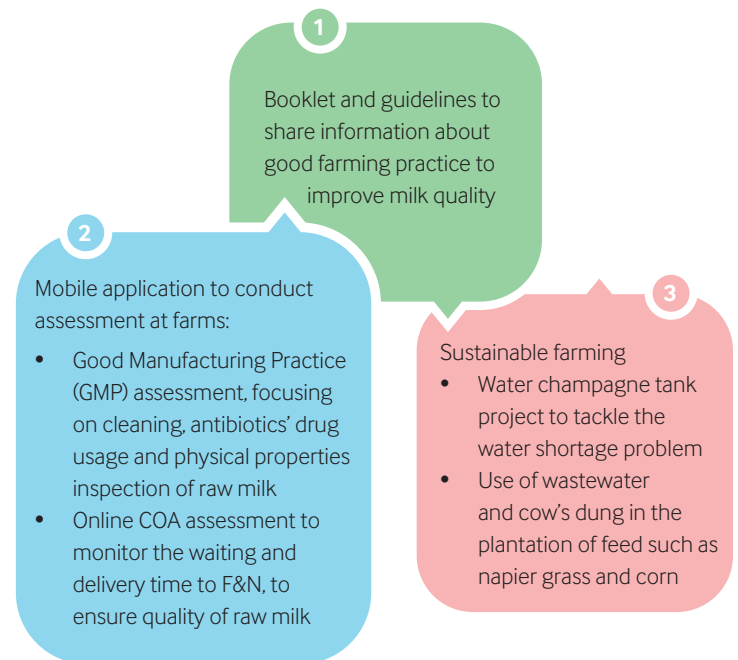 1
Booklet and guidelines to
share information about
good farming practice to
improve milk quality
2
Mobile application to conduct
assessment at farms:
• Good Manufacturing Practice
(GMP) assessment, focusing
on cleaning, antibiotics’ drug
usage and physical properties
inspection of raw milk
• Online COA assessment to
monitor the waiting and
delivery time to F&N, to
ensure quality of raw milk
3
Sustainable farming
• Water champagne tank
project to tackle the
water shortage problem
• Use of wastewater
and cow’s dung in the
plantation of feed such as
napier grass and corn